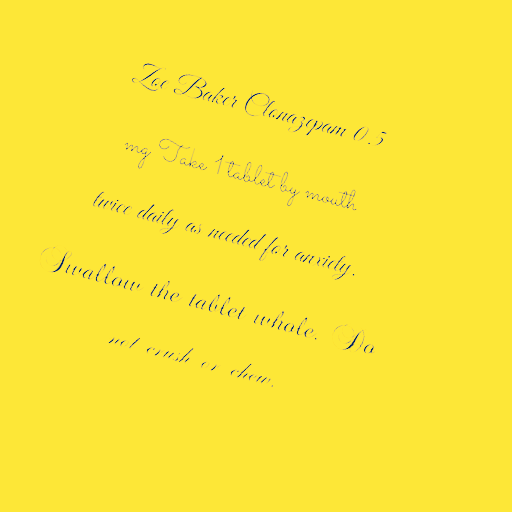 Zoe Baker Clonazepam 0.5
mg Take 1 tablet by mouth
twice daily as needed for anxiety.
Swallow the tablet whole. Do
not crush or chew.